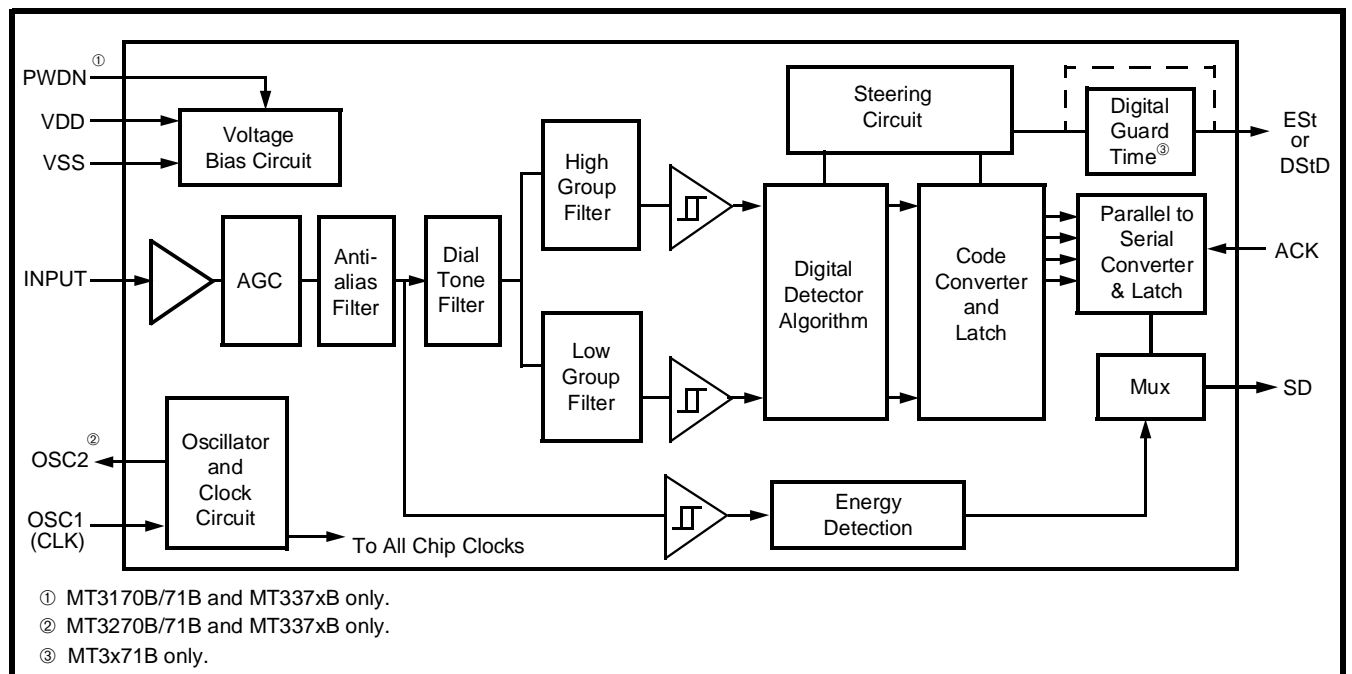 PWDN ①
VDD
VSS
Voltage
Bias Circuit
INPUT
AGC
Anti-
alias
Filter
Dial
Tone
Filter
High
Group
Filter
Low
Group
Filter
Steering
Circuit
Digital
Detector
Algorithm
Code
Converter
and
Latch
Digital
Guard
Time③
Parallel to
Serial
Converter
& Latch
Mux
ESt
or
DStD
ACK
SD
OSC2 ②
OSC1
(CLK)
Oscillator
and
Clock
Circuit
To All Chip Clocks
Energy
Detection
① MT3170B/71B and MT337xB only.
② MT3270B/71B and MT337xB only.
③ MT3x71B only.